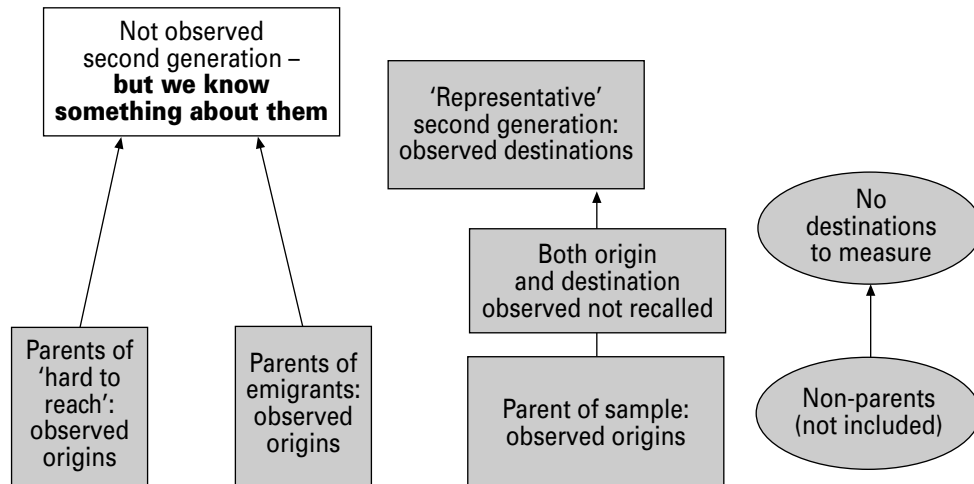 Not observed
second generation –
but we know
something about them
‘Representative’
second generation:
observed destinations
No
destinations
to measure
Both origin
and destination
observed not recalled
Parents of
‘hard to
reach’:
observed
origins
Parents of
emigrants:
observed
origins
Parent of sample:
observed origins
Non-parents
(not included)